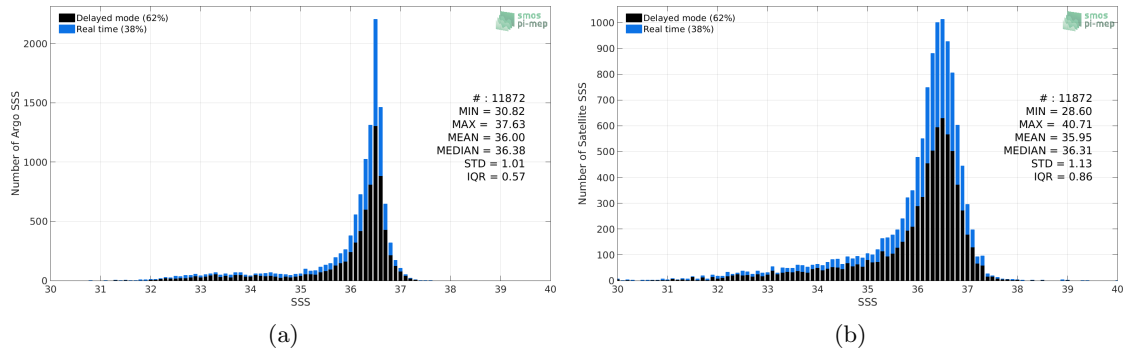 Delayed mode (62%)
Real time (38%)
smos
pi-mep
2000
1500
1000
500
0
Number of Argo SSS
# : 11872
MIN = 30.82
MAX = 37.63
MEAN = 36.00
MEDIAN = 36.38
STD = 1.01
IQR = 0.57
30 31 32 33 34 35 36 37 38 39 40
SSS
(a)
Delayed mode (62%)
Real time (38%)
smos
pi-mep
1000
900
800
700
600
500
400
300
200
100
0
Number of Satellite SSS
# : 11872
MIN = 28.60
MAX = 40.71
MEAN = 35.95
MEDIAN = 36.31
STD = 1.13
IQR = 0.86
30 31 32 33 34 35 36 37 38 39 40
SSS
(b)